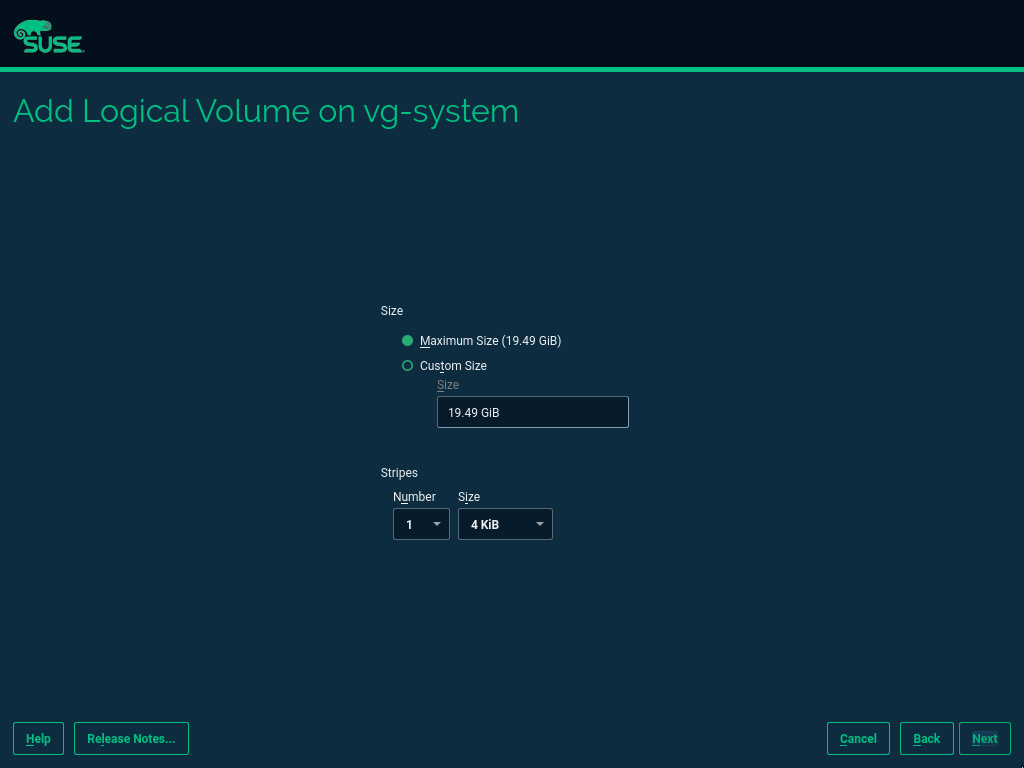 SUSE
Add Logical Volume on vg-system
Size
Maximum Size (19.49 GiB)
Custom Size
Size
19.49 GiB
Stripes
Number Size
1 4 KiB
Help Release Notes... Cancel Back Next